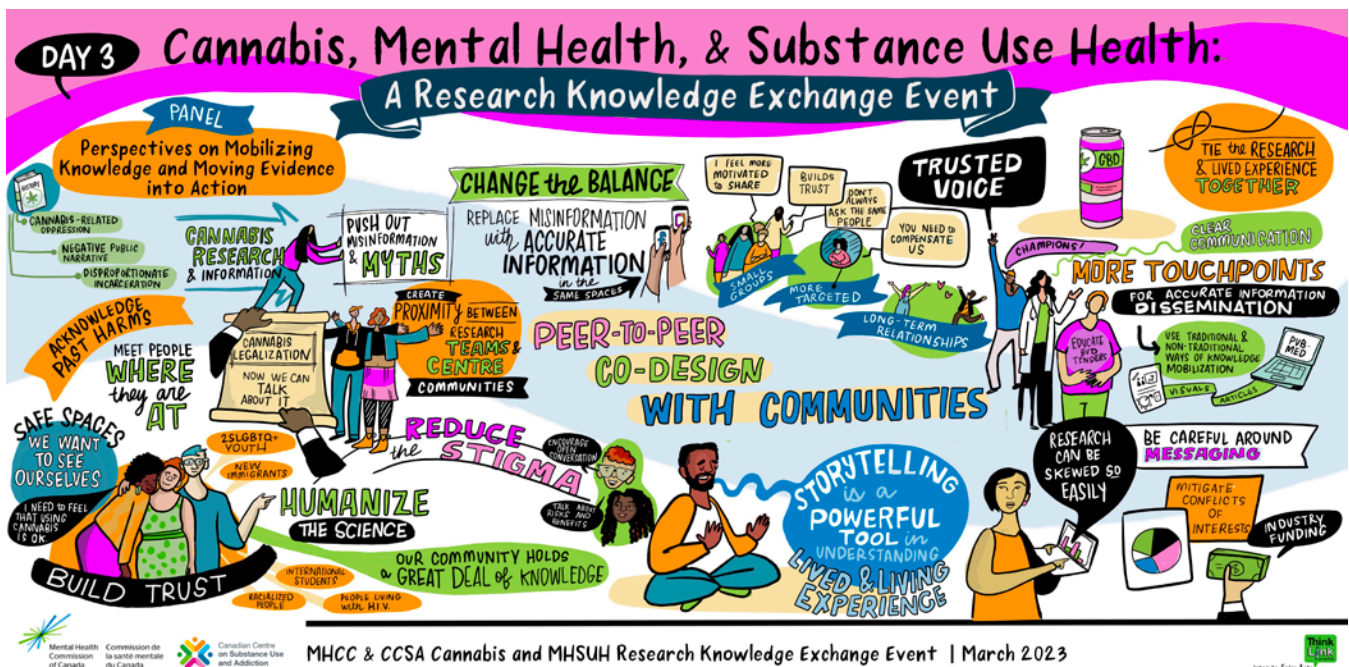 DAY 3
Cannabis, Mental Health, & Substance Use Health:
A Research Knowledge Exchange Event
PANEL
Perspectives on Mobilizing
Knowledge and Moving Evidence
into Action
HISTORY
CANNABIS-RELATED
OPPRESSION
NEGATIVE PUBLIC
NARRATIVE
DISPROPORTIONATE
INCARCERATION
CANNABIS
RESEARCH
& INFORMATION
PUSH OUT
MISINFORMATION
& MYTHS
CHANGE the BALANCE
REPLACE MISINFORMATION
with ACCURATE
INFORMATION
in the
SAME SPACES
I FEEL MORE
MOTIVATED
to SHARE
BUILDS
TRUST
DON'T
ALWAYS
ASK THE SAME
PEOPLE
YOU NEED to
COMPENSATE
US
SMALL
GROUPS
MORE
TARGETED
LONG-TERM
RELATIONSHIPS
TRUSTED
VOICE
CHAMPIONS!
GBD
TIE the RESEARCH
& LIVED EXPERIENCE
TOGETHER
CLEAR
COMMUNICATION
MORE TOUCHPOINTS
FOR ACCURATE INFORMATION
DISSEMINATION
EDUCATE
BUD
TENDERS
USE TRADITIONAL &
NON-TRADITIONAL
WAYS OF KNOWLEDGE
MOBILIZATION
PUB-
MED
VISUALS
ARTICLES
ACKNOWLEDGE
PAST HARMS
MEET PEOPLE
WHERE
they are
AT
CANNABIS
LEGALIZATION
NOW WE CAN
TALK
ABOUT IT
CREATE
PROXIMITY BETWEEN
RESEARCH
TEAMS &
CENTRE
COMMUNITIES
PEER-TO-PEER
CO-DESIGN
WITH COMMUNITIES
SAFE SPACES
WE WANT
TO SEE
OURSELVES
I NEED to FEEL
THAT USING
CANNABIS
IS OK.
BUILD TRUST
2SLGBTQ+
YOUTH
NEW
IMMIGRANTS
HUMANIZE
THE SCIENCE
REDUCE
the STIGMA
ENCOURAGE
OPEN
CONVERSATION
TALK ABOUT
RISKS AND
BENEFITS
OUR COMMUNITY HOLDS
a GREAT DEAL of KNOWLEDGE
INTERNATIONAL
STUDENTS
RACIALIZED
PEOPLE
PEOPLE LIVING
with H.I.V.
STORYTELLING
is a
POWERFUL
TOOL in
UNDERSTANDING
LIVED & LIVING
EXPERIENCE
RESEARCH
CAN BE
SKEWED SO
EASILY
BE CAREFUL AROUND
MESSAGING
MITIGATE
CONFLICTS
OF
INTERESTS
INDUSTRY
FUNDING
Mental Health
Commission
of Canada
Commission de
la santé mentale
du Canada
Canadian Centre
on Substance Use
and Addiction
MHCC & CCSA Cannabis and MHSUH Research Knowledge Exchange Event | March 2023
Think
Link